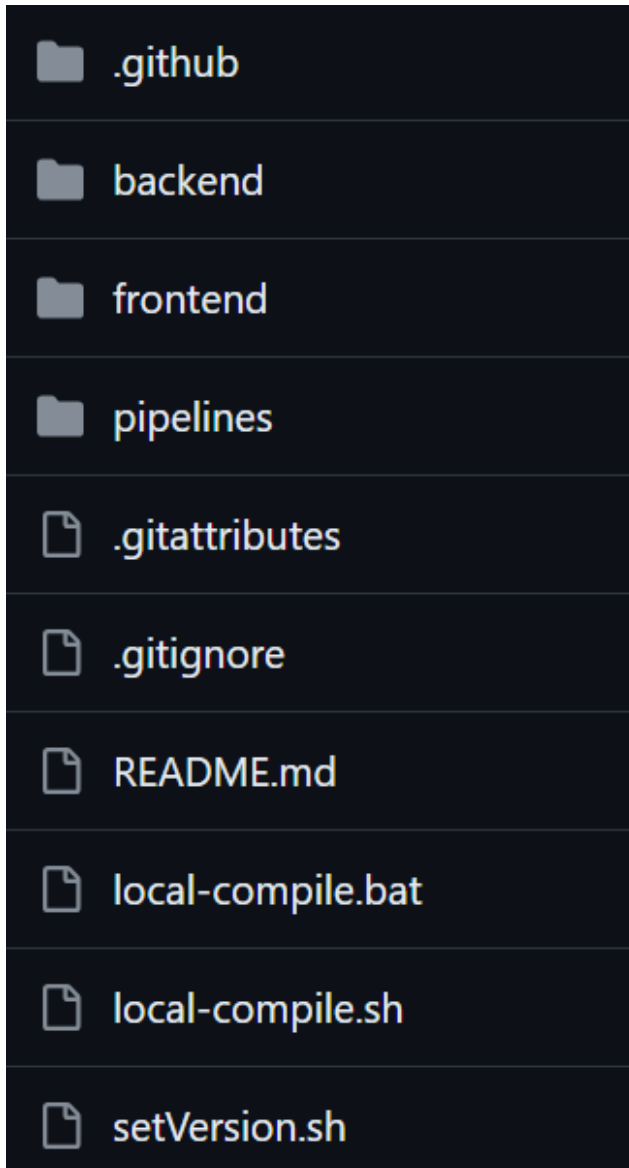 .github
backend
frontend
pipelines
.gitattributes
.gitignore
README.md
local-compile.bat
local-compile.sh
setVersion.sh